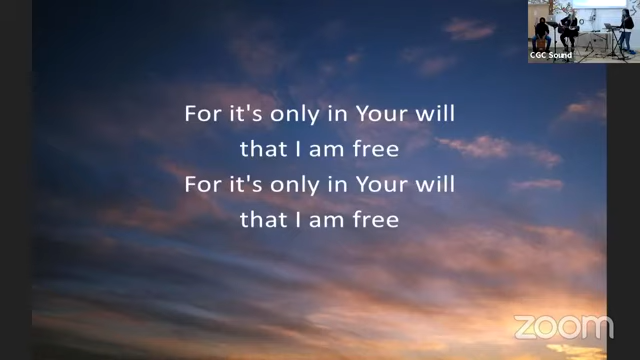 For it's only in Your will
that I am free
For it's only in Your will
that I am free
CGC Sound
zoom